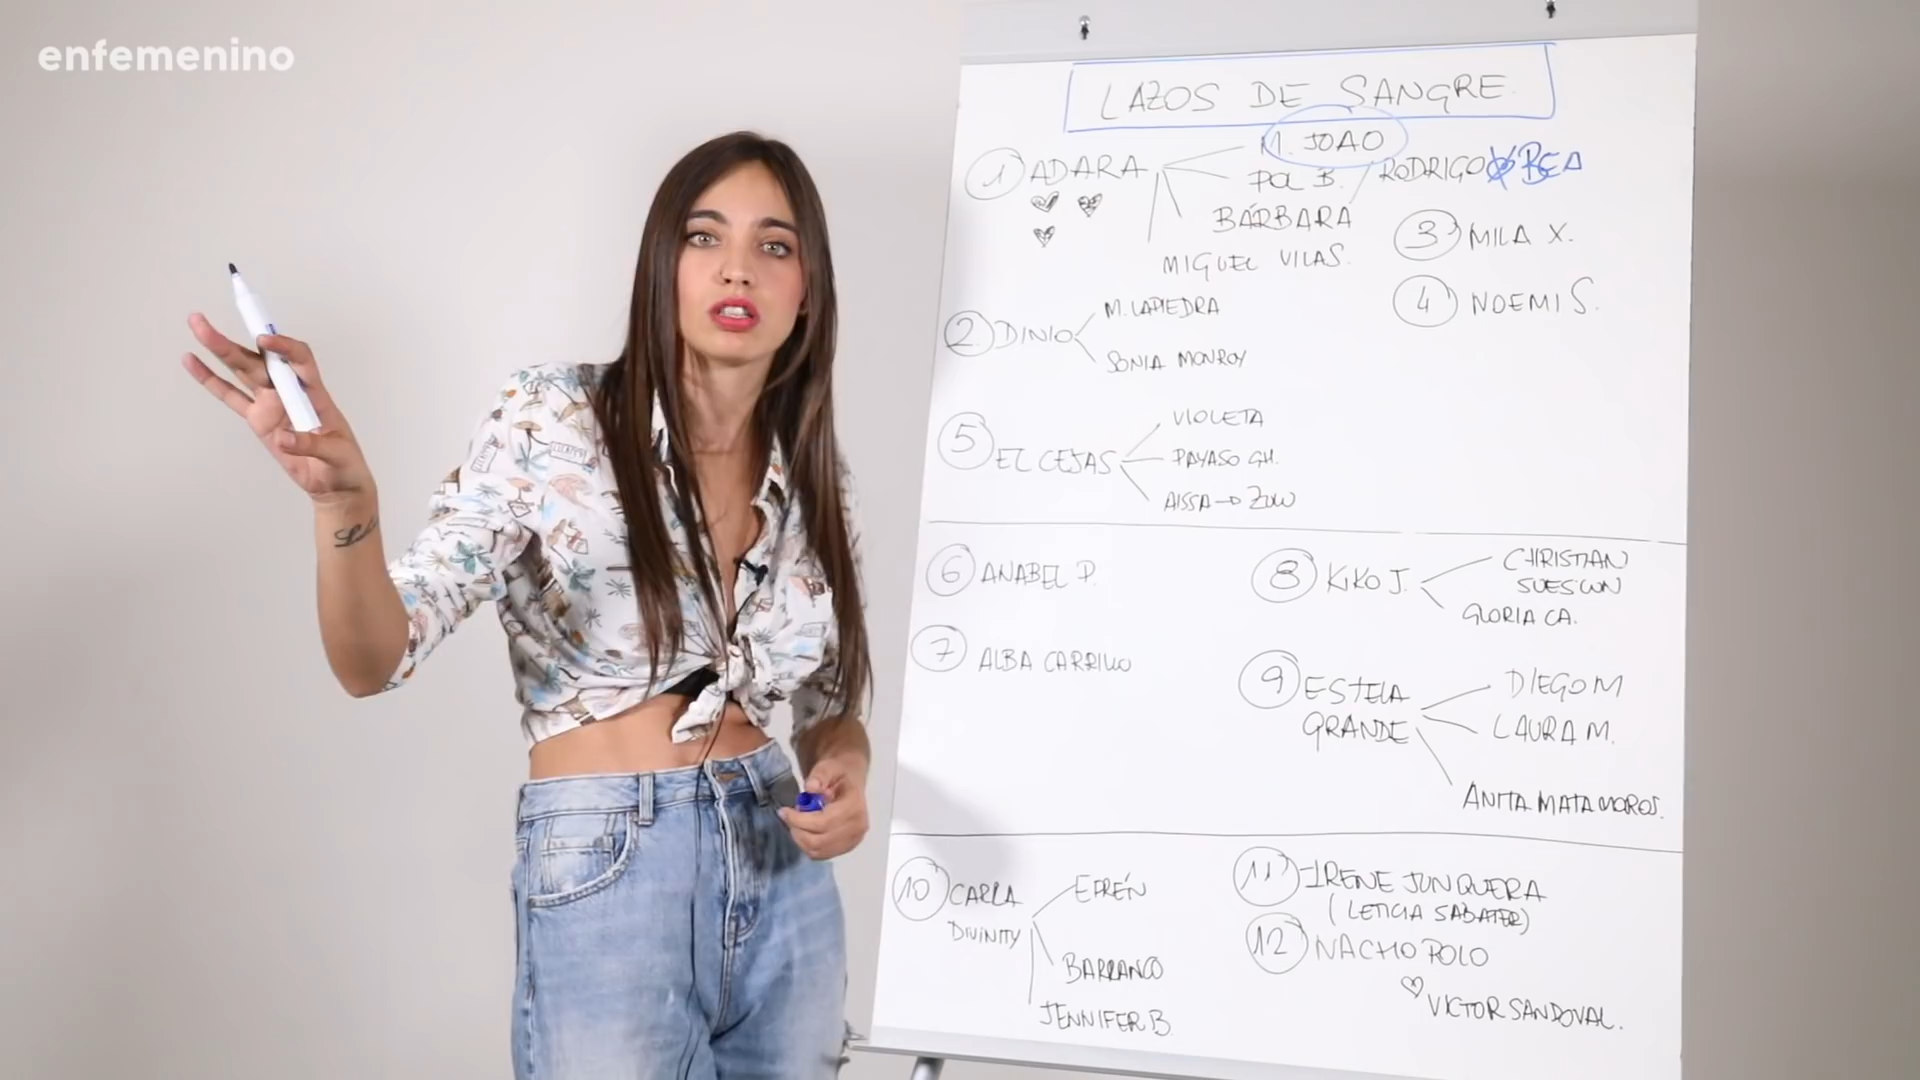 enfemenino
LAZOS DE SANGRE
1 ADARA
M. JOAO
POL B.
RODRIGO BEA
BÁRBARA
MIGUEL VILAS.
3 MILA X.
4 NOEMI S.
2 DINIO
M. LAPIEDRA
SONIA MONROY
5 EL CEJAS
VIOLETA
PAYASO GH.
AISSA → ZOW
6 ANABEL P.
7 ALBA CARRILLO
8 KIKO J.
CHRISTIAN
SUESCUN
GLORIA CA.
9 ESTELA
GRANDE
DIEGO M
LAURA M.
ANITA MATAMOROS.
10 CARLA
DIVINITY
EFRÉN
BARRANCO
JENNIFER B.
11 IRENE JUNQUERA
(LETICIA SABATER)
12 NACHO POLO
VICTOR SANDOVAL.